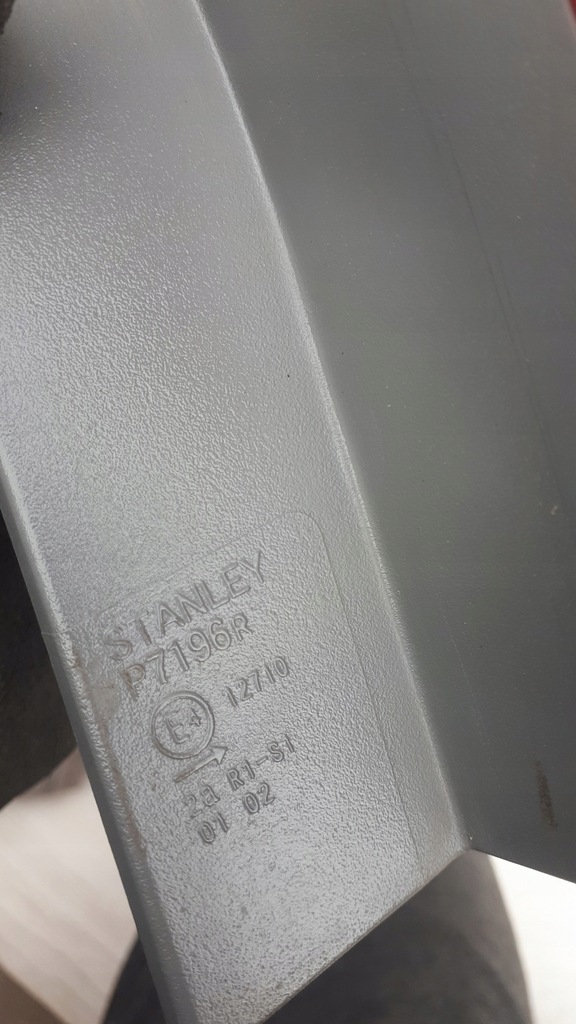 STANLEY
P7196R
E4 12710
→
2a R1-S1
01 02